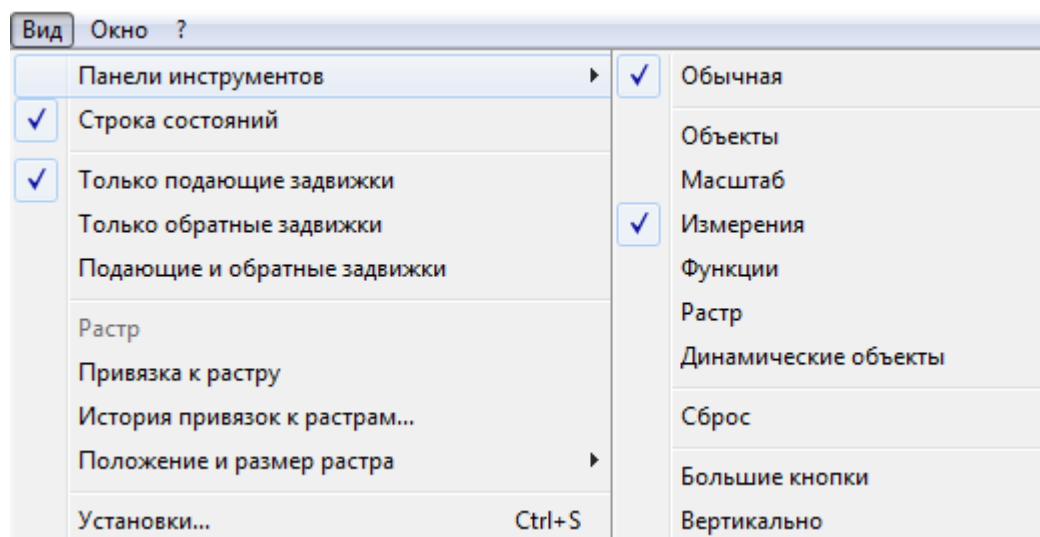 Вид Окно ?
Панели инструментов
Строка состояний
Только подающие задвижки
Только обратные задвижки
Подающие и обратные задвижки
Растр
Привязка к растру
История привязок к растрам...
Положение и размер растра
Установки... Ctrl+S
Обычная
Объекты
Масштаб
Измерения
Функции
Растр
Динамические объекты
Сброс
Большие кнопки
Вертикально